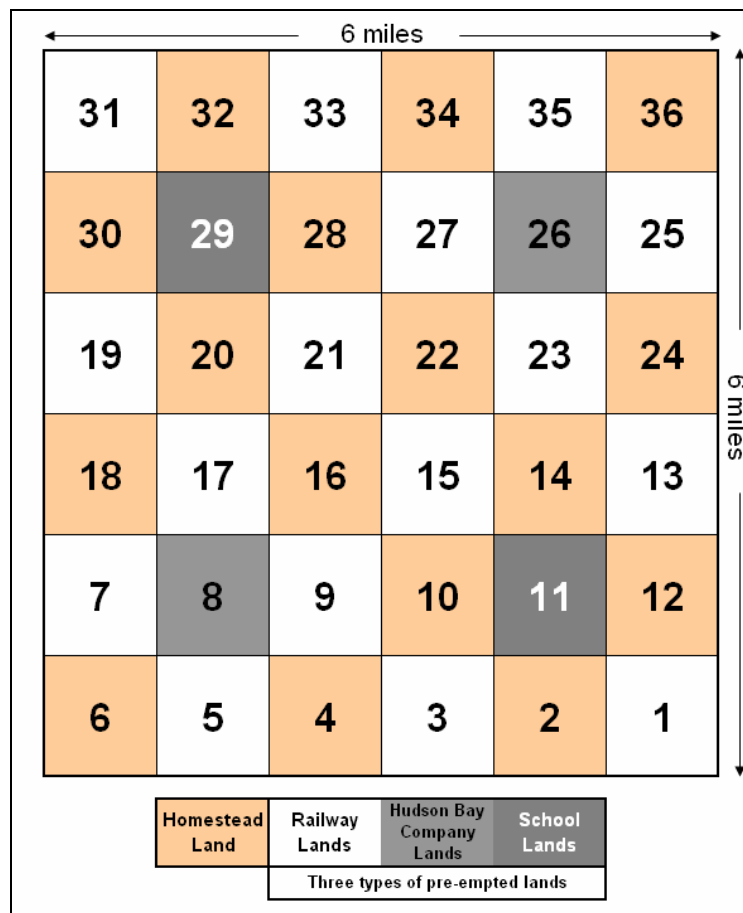 6 miles
31 32 33 34 35 36
30 29 28 27 26 25
19 20 21 22 23 24
18 17 16 15 14 13
7 8 9 10 11 12
6 5 4 3 2 1
6 miles
Homestead
Land
Railway
Lands
Hudson Bay
Company
Lands
School
Lands
Three types of pre-empted lands